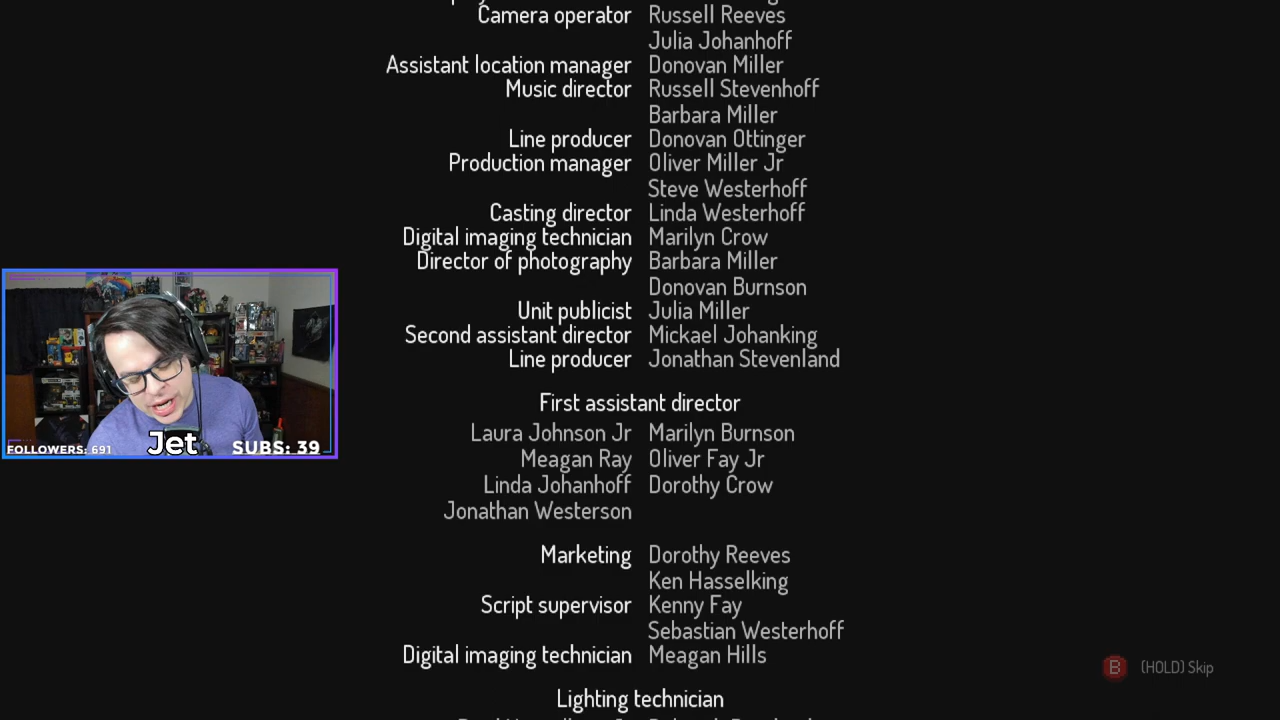 Camera operator Russell Reeves
Julia Johanhoff
Assistant location manager Donovan Miller
Music director Russell Stevenhoff
Barbara Miller
Line producer Donovan Ottinger
Production manager Oliver Miller Jr
Steve Westerhoff
Casting director Linda Westerhoff
Digital imaging technician Marilyn Crow
Director of photography Barbara Miller
Donovan Burnson
Unit publicist Julia Miller
Second assistant director Mickael Johanking
Line producer Jonathan Stevenland
First assistant director
Laura Johnson Jr Marilyn Burnson
Meagan Ray Oliver Fay Jr
Linda Johanhoff Dorothy Crow
Jonathan Westerson
Marketing Dorothy Reeves
Ken Hasselking
Script supervisor Kenny Fay
Sebastian Westerhoff
Digital imaging technician Meagan Hills
Lighting technician
FOLLOWERS: 691 Jet SUBS: 39
B (HOLD) Skip